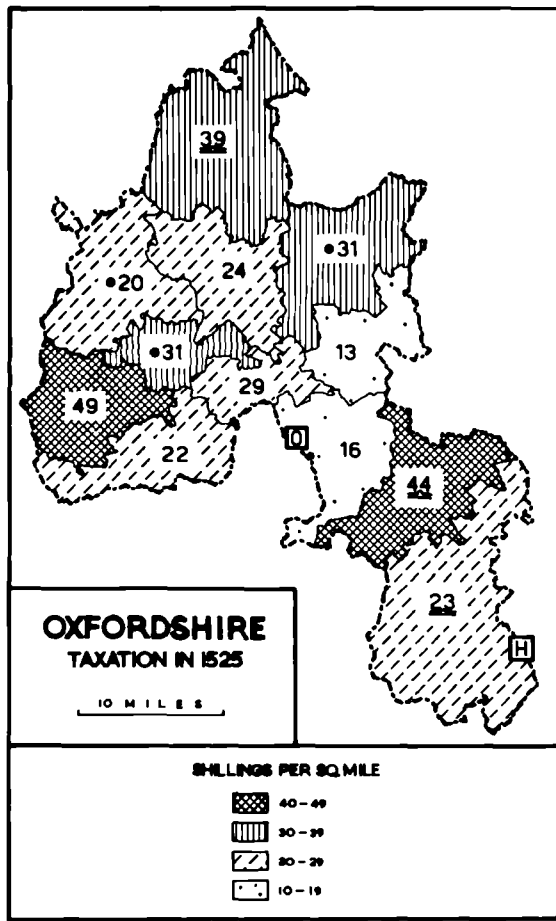 39
31
20
24
31
13
29
49
O
16
22
44
23
H
OXFORDSHIRE
TAXATION IN 1525
10 MILES
SHILLINGS PER SQ. MILE
40-49
30-39
20-29
10-19